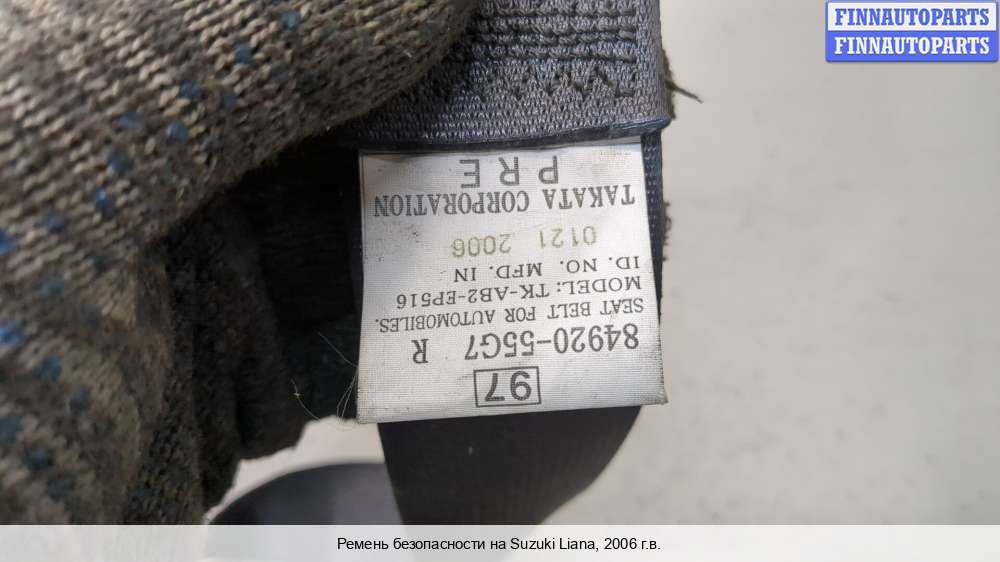 FINNAUTOPARTS
FINNAUTOPARTS
97
84920-55G7 R
SEAT BELT FOR AUTOMOBILES.
MODEL: TK-AB2-EP516
ID. NO. MFD. IN
0121 2006
TAKATA CORPORATION
PRE
Ремень безопасности на Suzuki Liana, 2006 г.в.